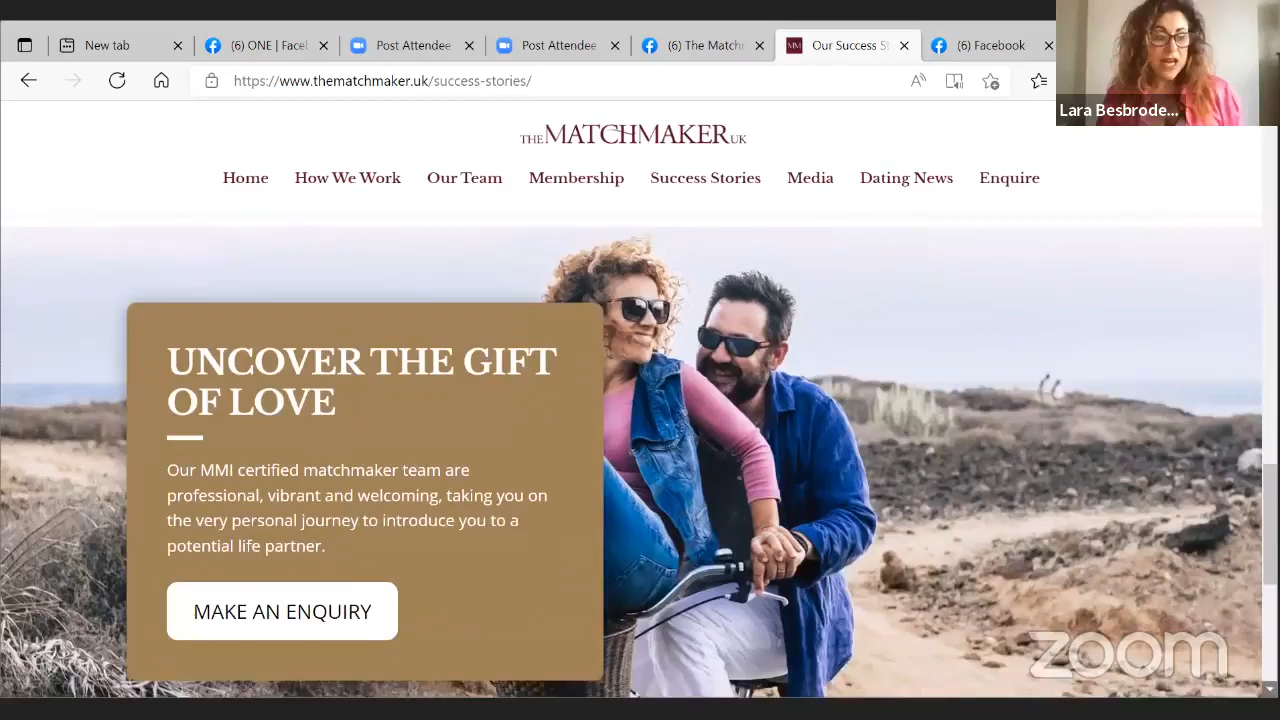 New tab
(6) ONE | Facel
Post Attendee
Post Attendee
(6) The Match
Our Success S
(6) Facebook
https://www.thematchmaker.uk/success-stories/
Lara Besbrode...
THE MATCHMAKER UK
Home How We Work Our Team Membership Success Stories Media Dating News Enquire
UNCOVER THE GIFT
OF LOVE
Our MMI certified matchmaker team are
professional, vibrant and welcoming, taking you on
the very personal journey to introduce you to a
potential life partner.
MAKE AN ENQUIRY
zoom